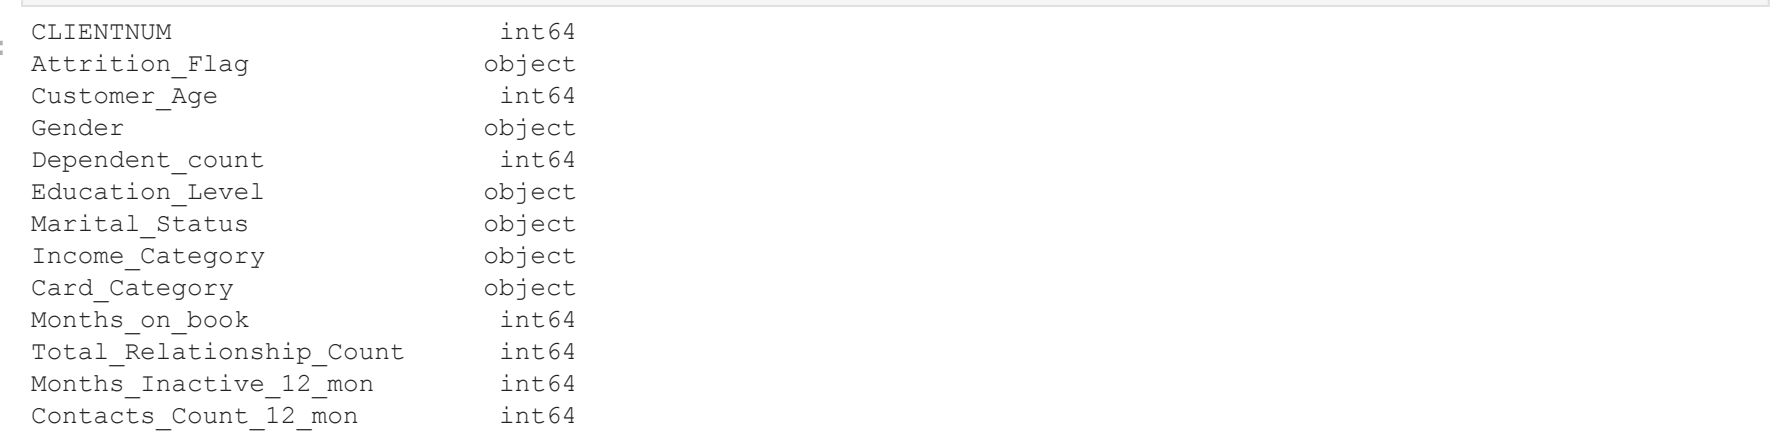 CLIENTNUM                      int64
Attrition_Flag                object
Customer_Age                   int64
Gender                        object
Dependent_count                int64
Education_Level               object
Marital_Status                object
Income_Category               object
Card_Category                 object
Months_on_book                 int64
Total_Relationship_Count       int64
Months_Inactive_12_mon         int64
Contacts_Count_12_mon          int64